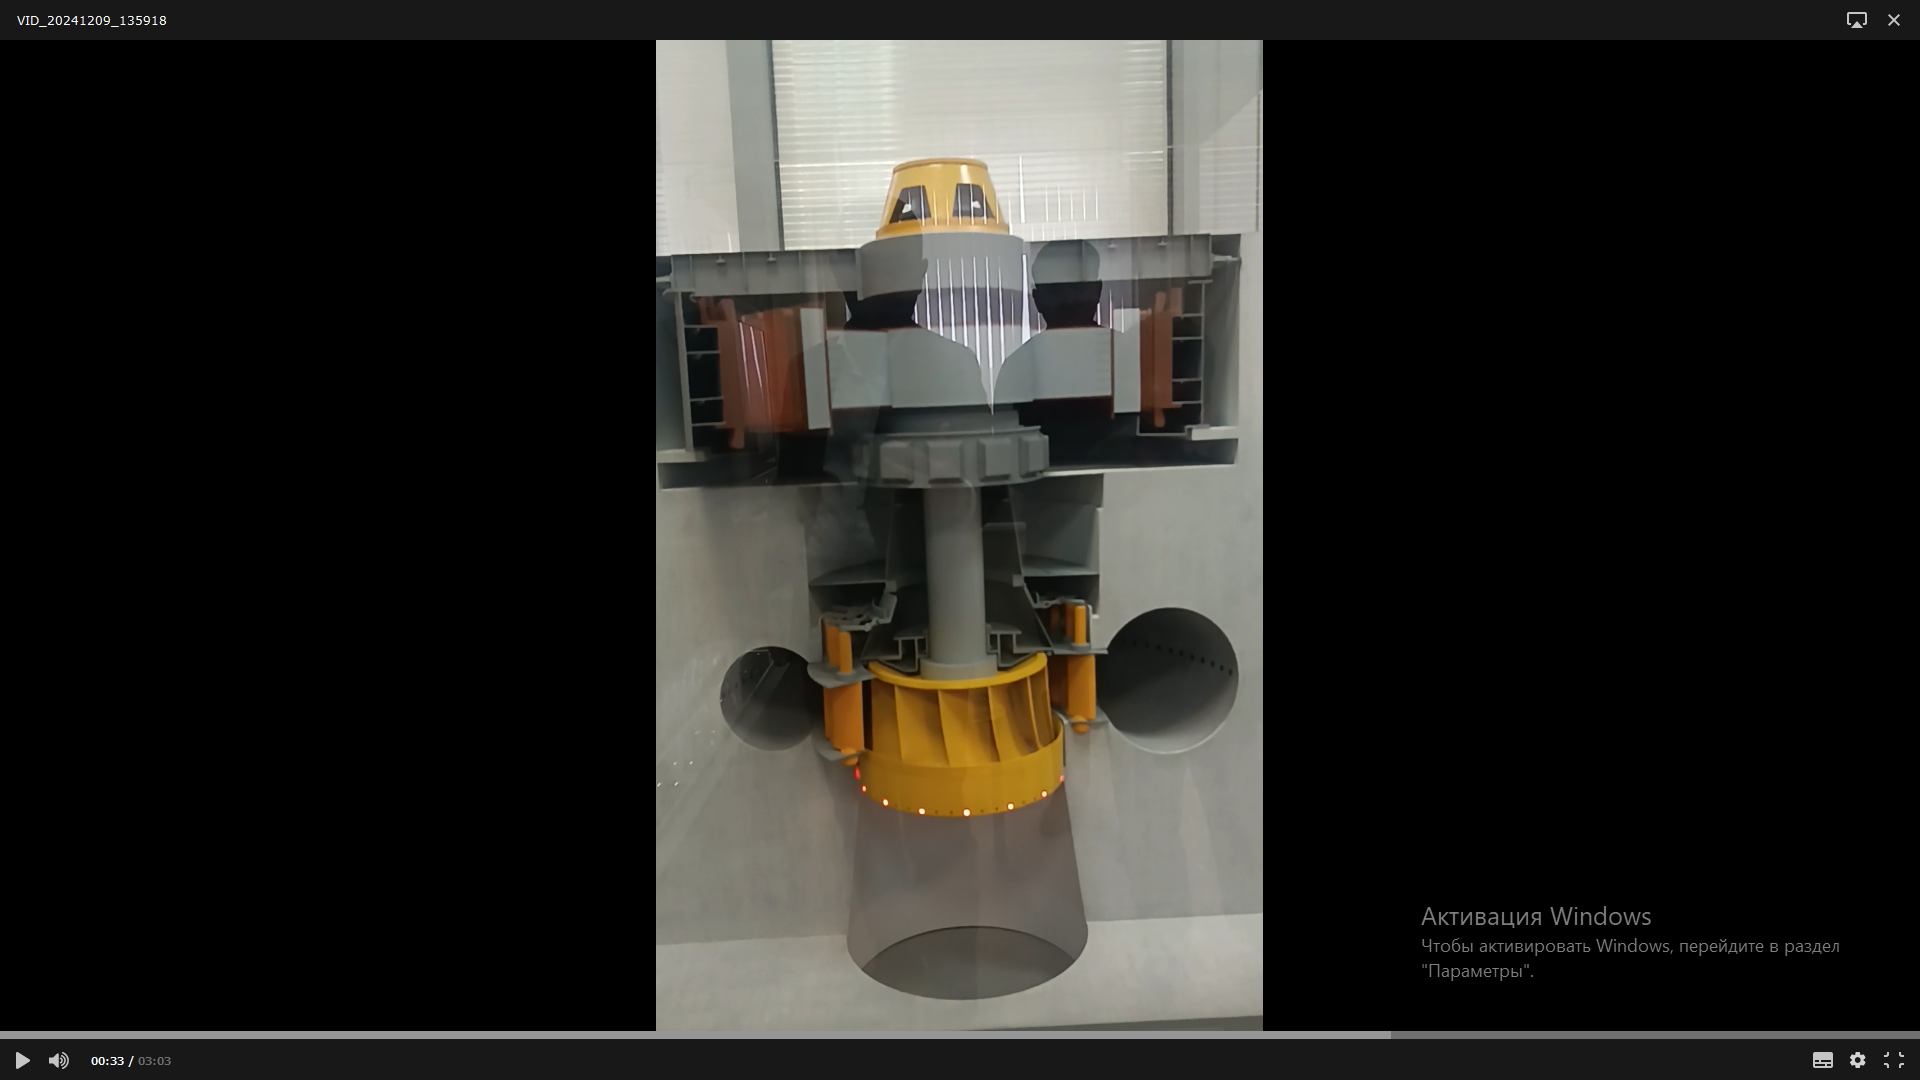 VID_20241209_135918
Активация Windows
Чтобы активировать Windows, перейдите в раздел
"Параметры".
00:33 / 03:03